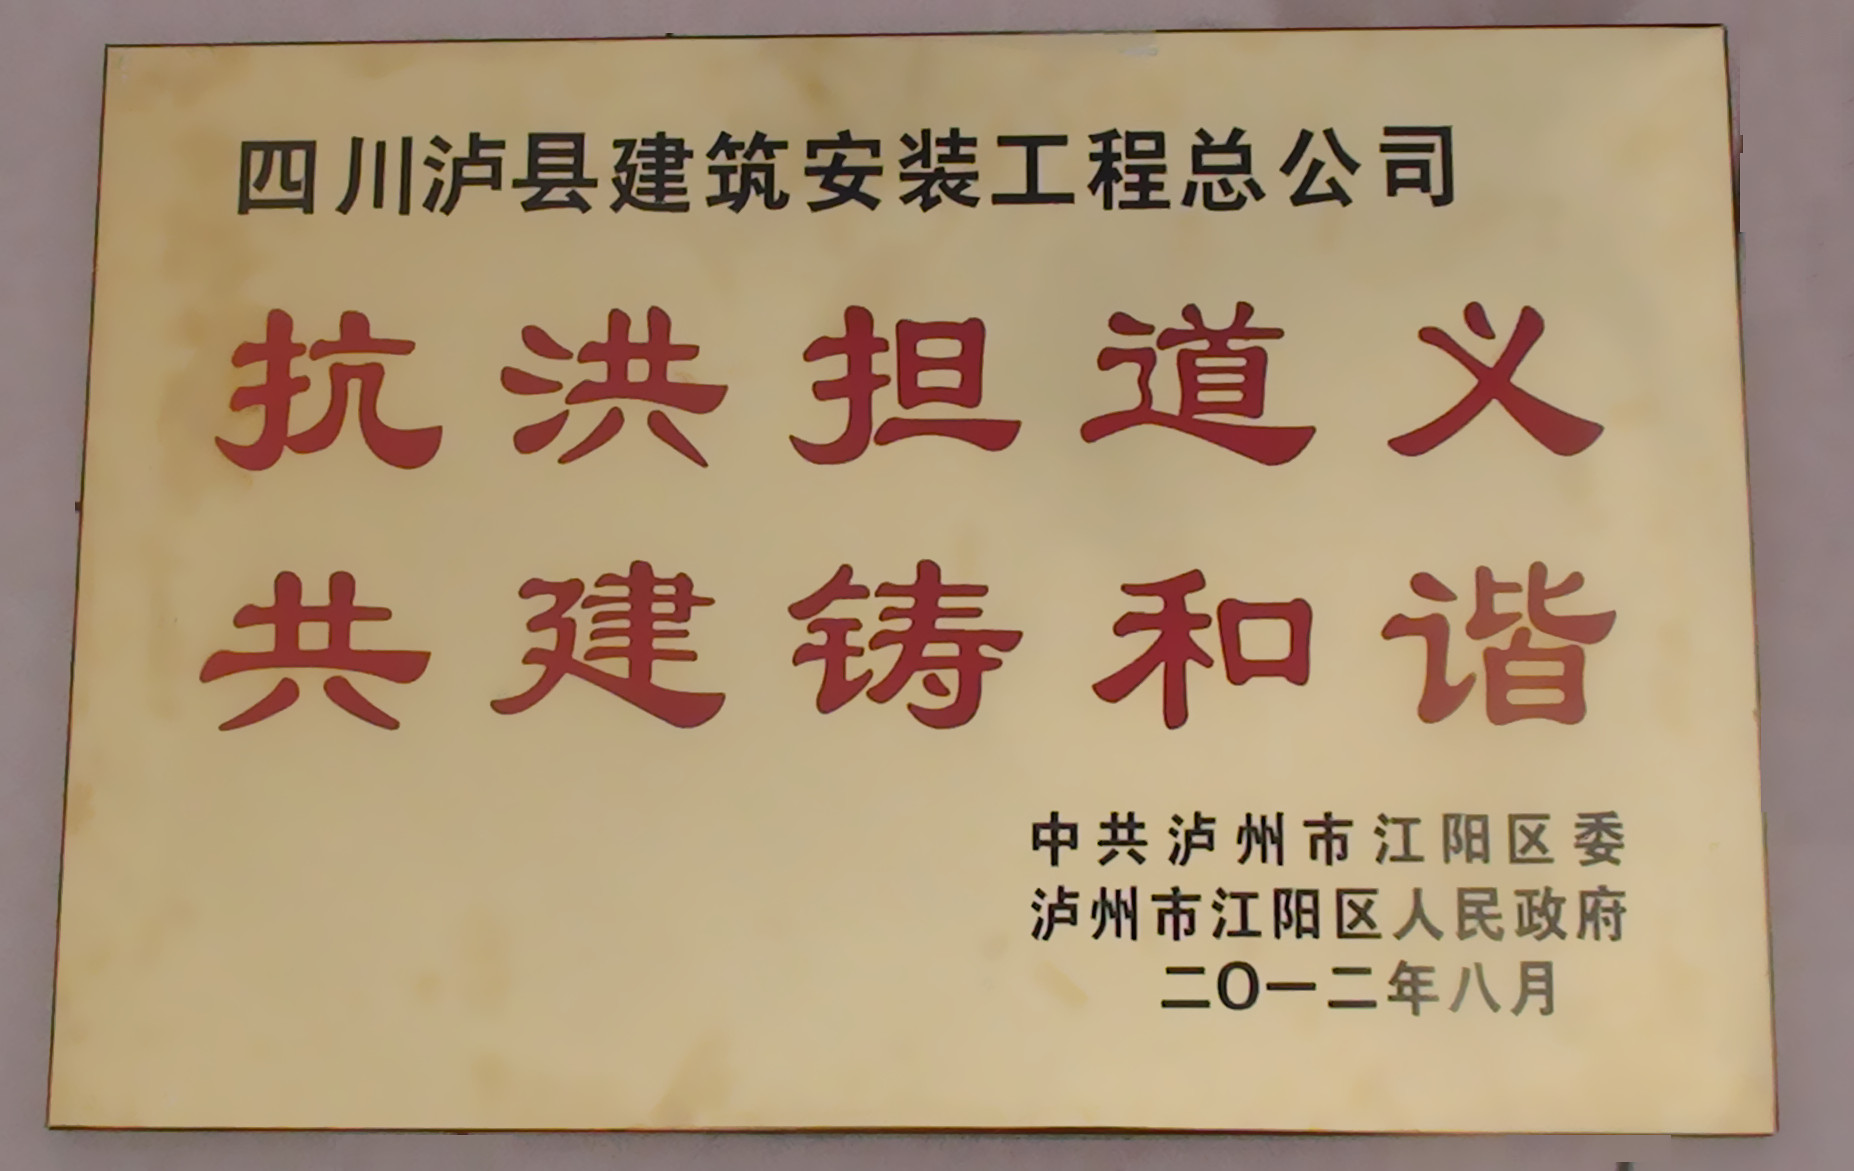 四川泸县建筑安装工程总公司
抗洪担道义
共建铸和谐
中共泸州市江阳区委
泸州市江阳区人民政府
二〇一二年八月